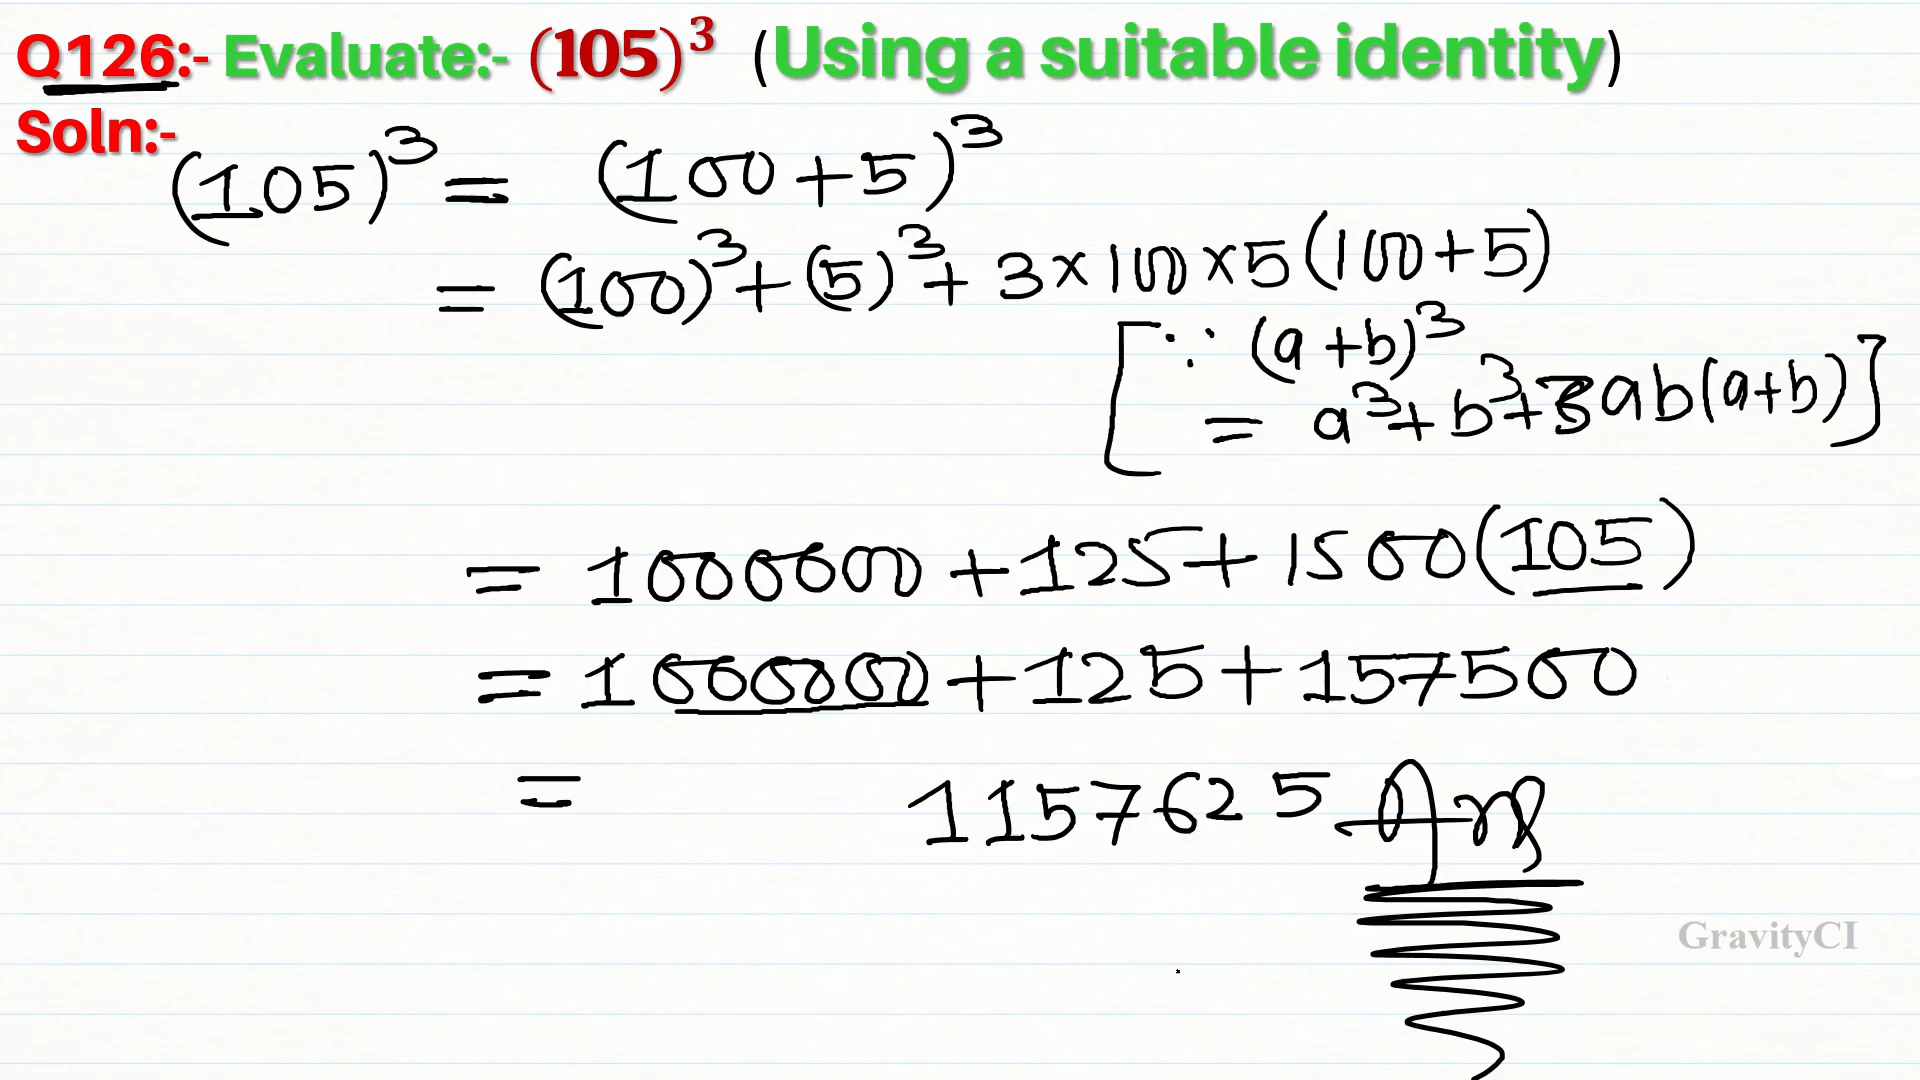 Q126:- Evaluate:- (105)³ (Using a suitable identity)
Soln:-
(105)³ = (100+5)³
= (100)³+(5)³+ 3×100×5(100+5)
[∵ (a+b)³
= a³+b³+3ab(a+b)]
= 1000000+125+1500(105)
= 1000000+125+157500
= 1157625 Ans
GravityCI